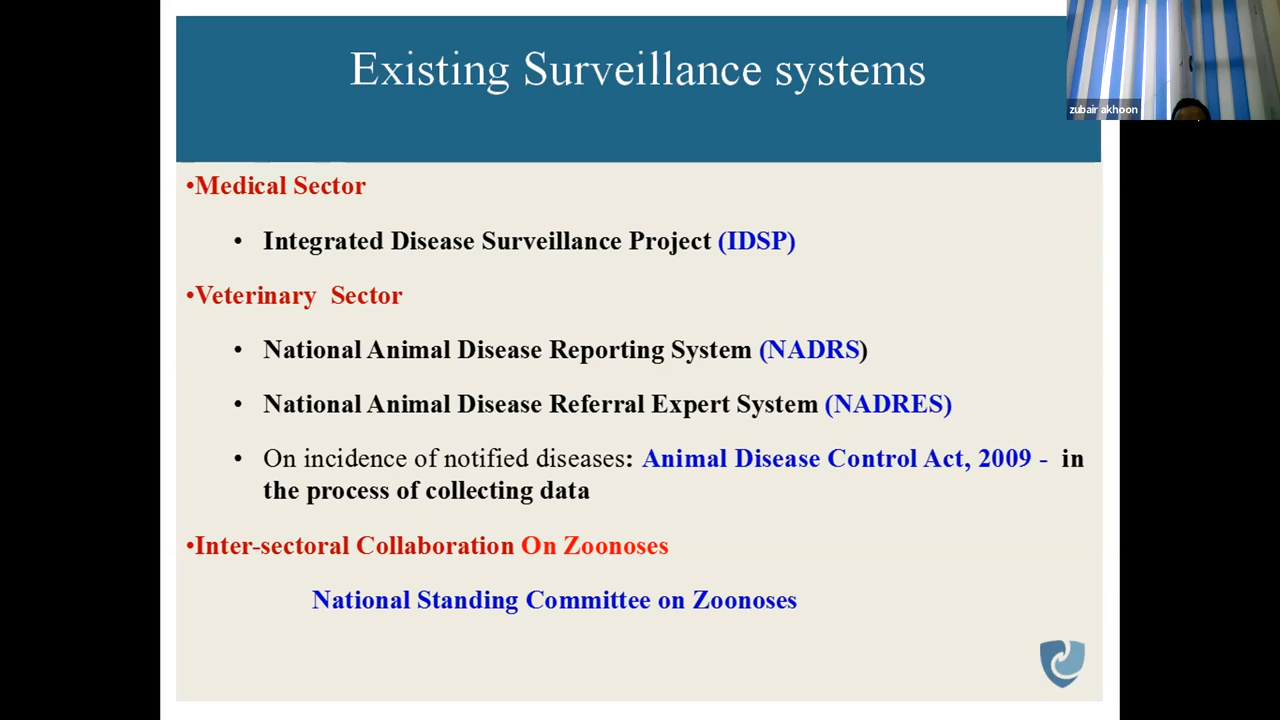 Existing Surveillance systems
zubair akhoon
•Medical Sector
• Integrated Disease Surveillance Project (IDSP)
•Veterinary Sector
• National Animal Disease Reporting System (NADRS)
• National Animal Disease Referral Expert System (NADRES)
• On incidence of notified diseases: Animal Disease Control Act, 2009 - in
the process of collecting data
•Inter-sectoral Collaboration On Zoonoses
National Standing Committee on Zoonoses